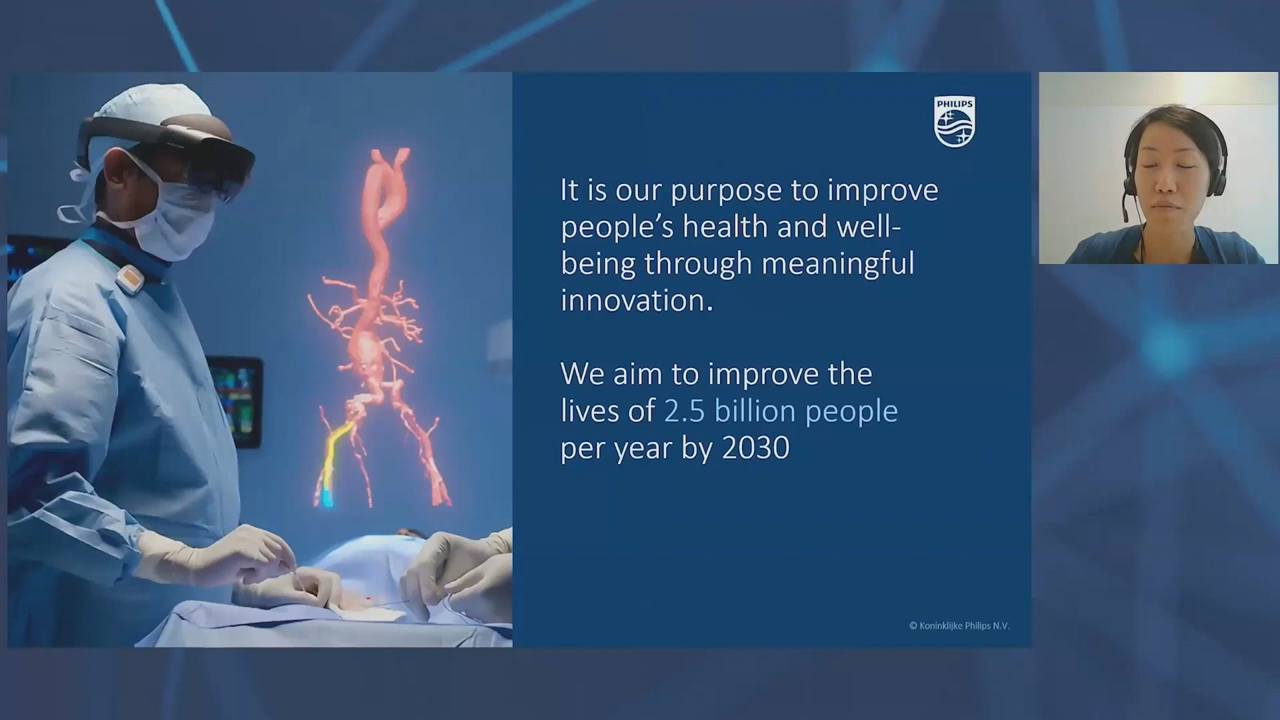 PHILIPS
It is our purpose to improve
people’s health and well-
being through meaningful
innovation.
We aim to improve the
lives of 2.5 billion people
per year by 2030
© Koninklijke Philips N.V.